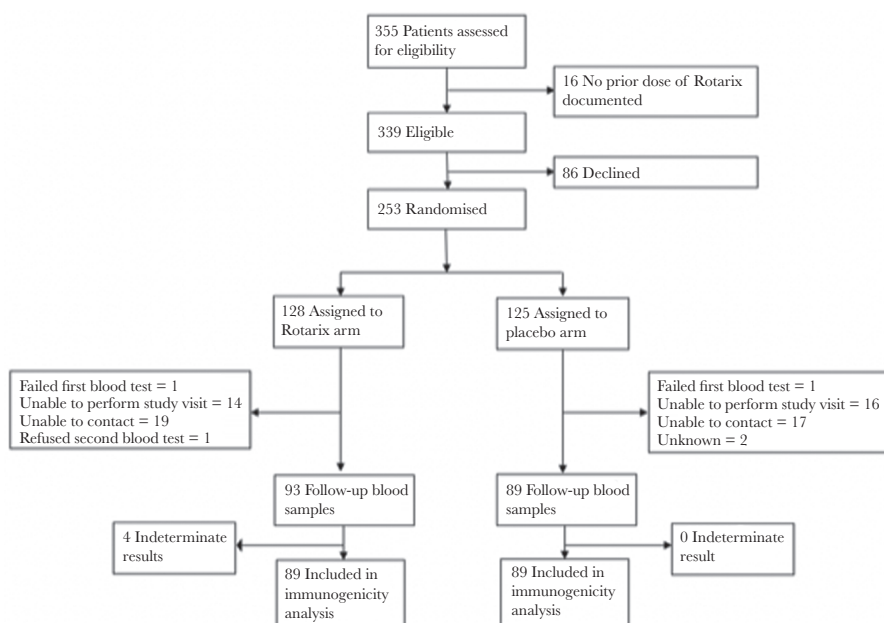 355 Patients assessed
for eligibility
16 No prior dose of Rotarix
documented
339 Eligible
86 Declined
253 Randomised
128 Assigned to
Rotarix arm
125 Assigned to
placebo arm
Failed first blood test = 1
Unable to perform study visit = 14
Unable to contact = 19
Refused second blood test = 1
Failed first blood test = 1
Unable to perform study visit = 16
Unable to contact = 17
Unknown = 2
93 Follow-up blood
samples
89 Follow-up blood
samples
4 Indeterminate
results
0 Indeterminate
result
89 Included in
immunogenicity
analysis
89 Included in
immunogenicity
analysis